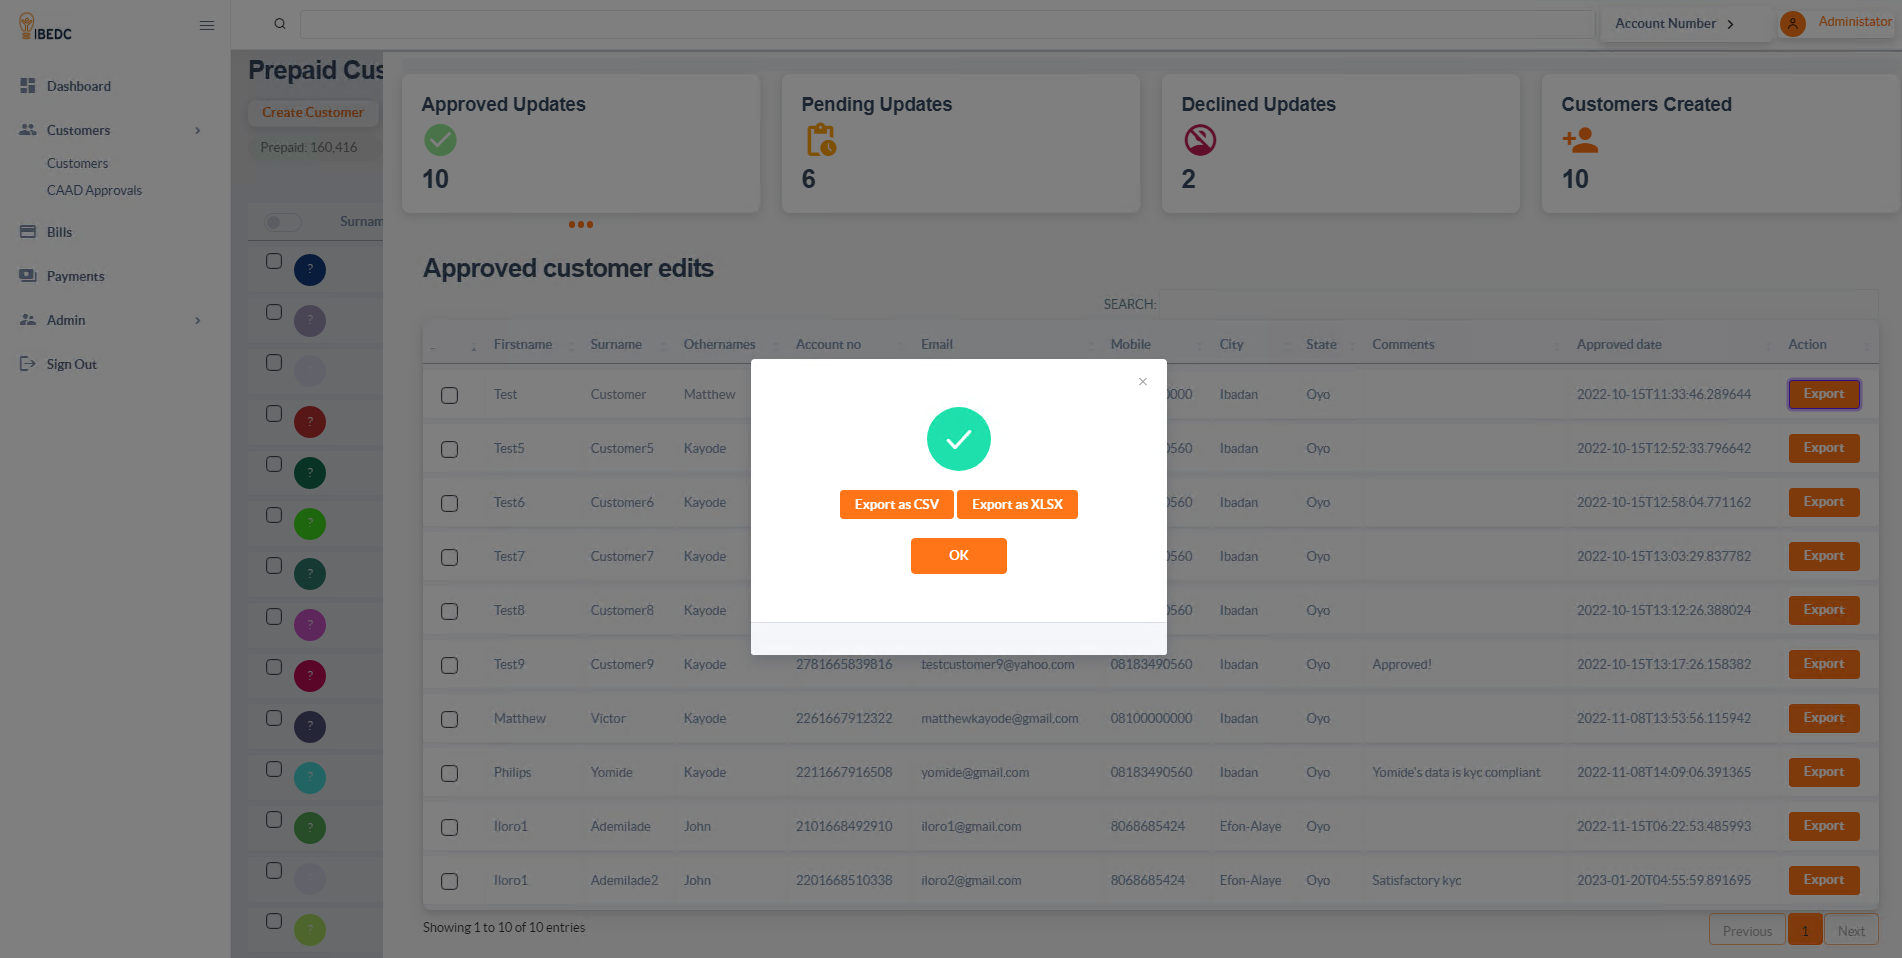 IBEDC
Account Number
Administator
Dashboard
Customers
Customers
CAAD Approvals
Bills
Payments
Admin
Sign Out
Prepaid Cus
Create Customer
Prepaid: 160,416
Surnam
Approved Updates
10
Pending Updates
6
Declined Updates
2
Customers Created
10
Approved customer edits
SEARCH:
Firstname Surname Othernames Account no Email Mobile City State Comments Approved date Action
Test Customer Matthew 0000 Ibadan Oyo 2022-10-15T11:33:46.289644 Export
Test5 Customer5 Kayode 0560 Ibadan Oyo 2022-10-15T12:52:33.796642 Export
Test6 Customer6 Kayode 0560 Ibadan Oyo 2022-10-15T12:58:04.771162 Export
Test7 Customer7 Kayode 0560 Ibadan Oyo 2022-10-15T13:03:29.837782 Export
Test8 Customer8 Kayode 0560 Ibadan Oyo 2022-10-15T13:12:26.388024 Export
Test9 Customer9 Kayode 2781665839816 testcustomer9@yahoo.com 08183490560 Ibadan Oyo Approved! 2022-10-15T13:17:26.158382 Export
Matthew Victor Kayode 2261667912322 matthewkayode@gmail.com 08100000000 Ibadan Oyo 2022-11-08T13:53:56.115942 Export
Philips Yomide Kayode 2211667916508 yomide@gmail.com 08183490560 Ibadan Oyo Yomide's data is kyc compliant 2022-11-08T14:09:06.391365 Export
Iloro1 Ademilade John 2101668492910 iloro1@gmail.com 8068685424 Efon-Alaye Oyo 2022-11-15T06:22:53.485993 Export
Iloro1 Ademilade2 John 2201668510338 iloro2@gmail.com 8068685424 Efon-Alaye Oyo Satisfactory kyc 2023-01-20T04:55:59.891695 Export
Showing 1 to 10 of 10 entries
Previous 1 Next
×
Export as CSV Export as XLSX
OK
?
?
?
?
?
?
?
?
?
?
?
?